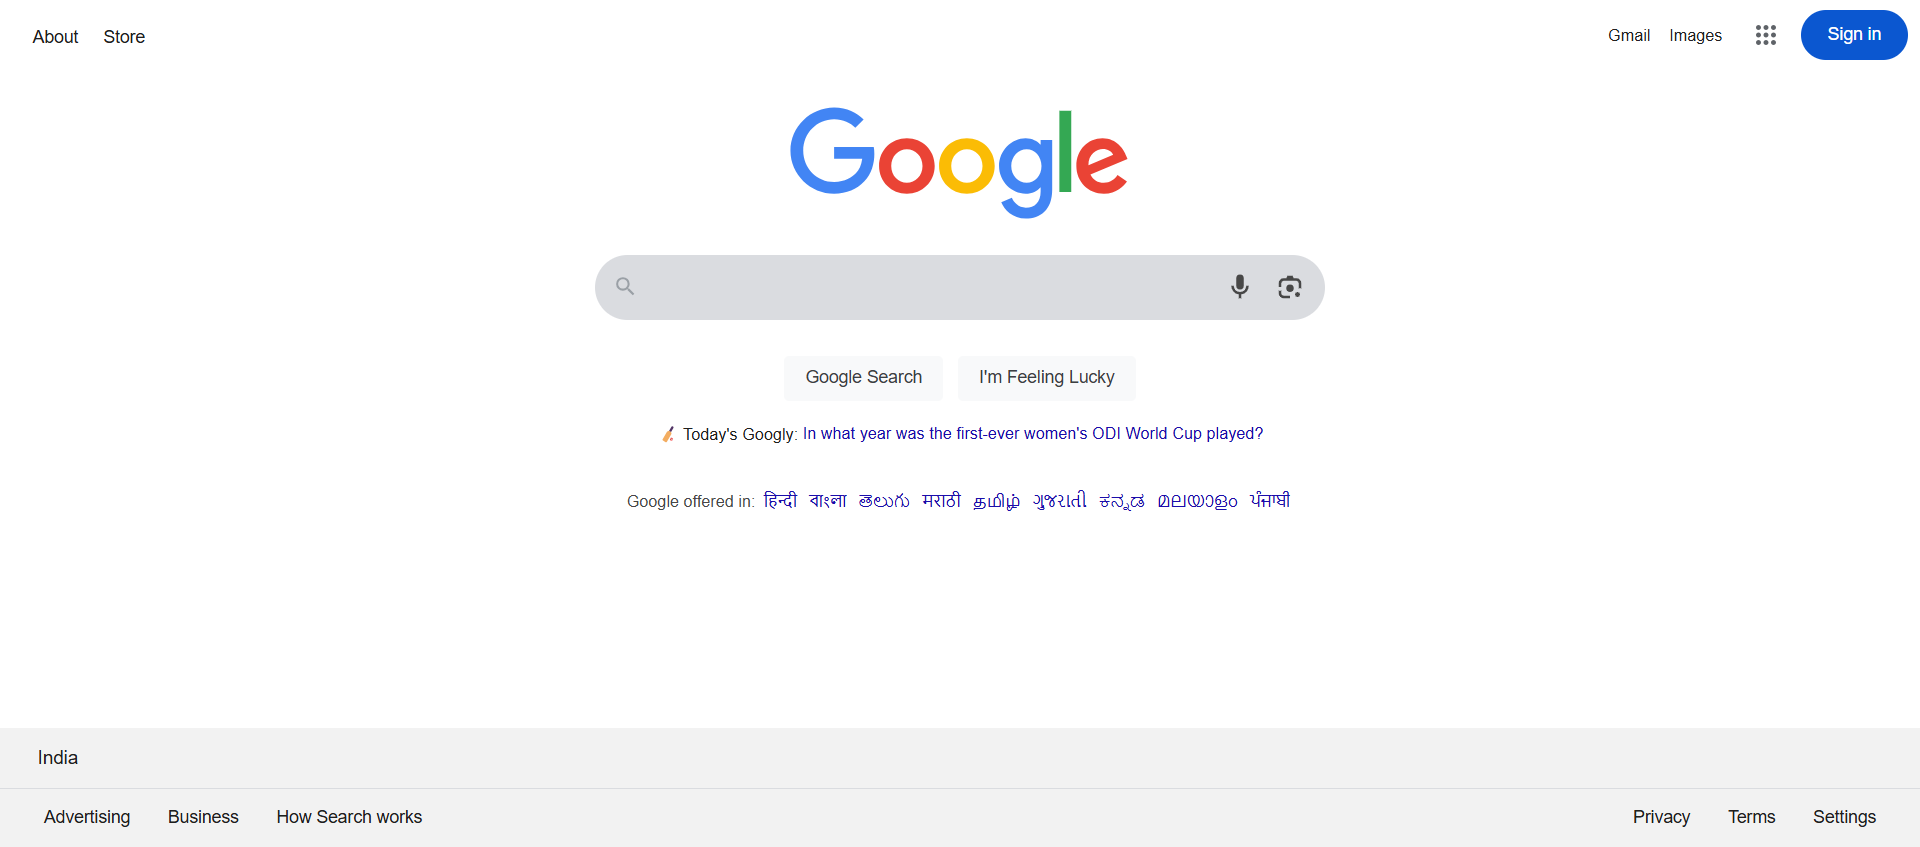 About Store Gmail Images Sign in
Google
Google Search I'm Feeling Lucky
Today's Googly: In what year was the first-ever women's ODI World Cup played?
Google offered in: हिन्दी বাংলা తెలుగు मराठी தமிழ் ગુજરાતી ಕನ್ನಡ മലയാളം ਪੰਜਾਬੀ
India
Advertising Business How Search works Privacy Terms Settings